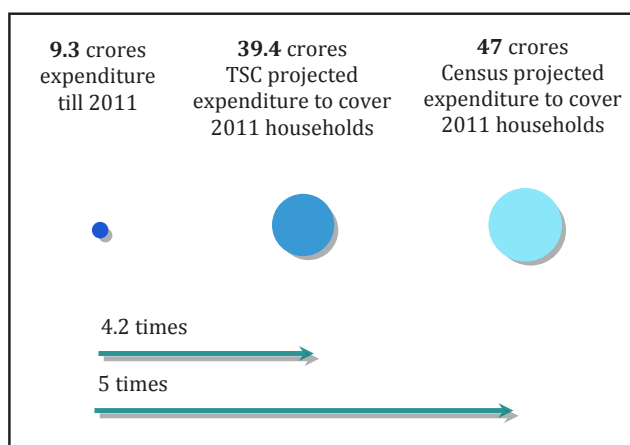 9.3 crores
expenditure
till 2011
39.4 crores
TSC projected
expenditure to cover
2011 households
47 crores
Census projected
expenditure to cover
2011 households
4.2 times
5 times